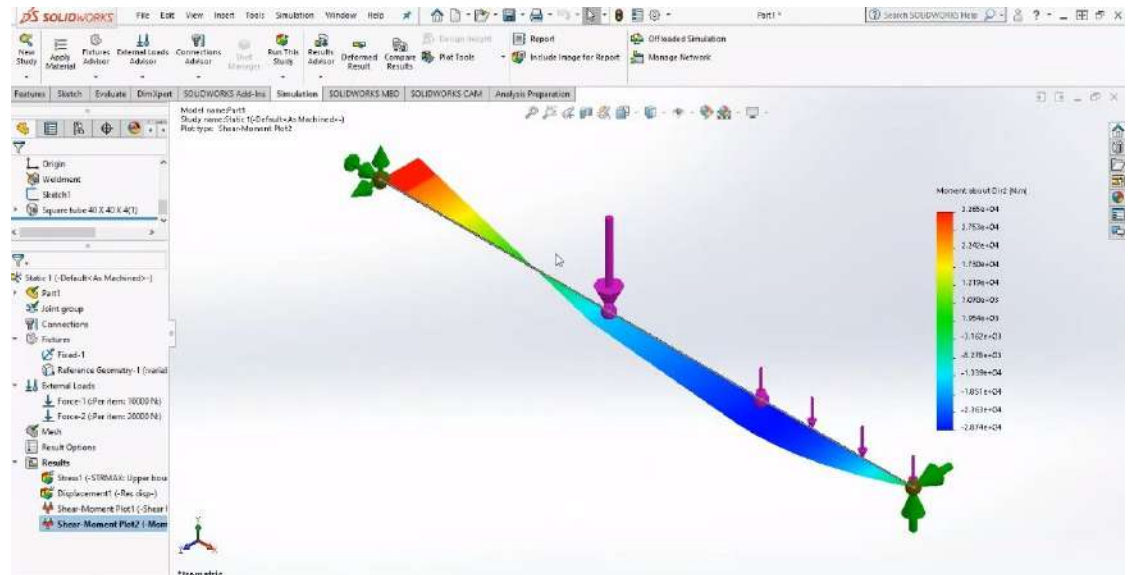 SOLIDWORKS File Edit View Insert Tools Simulation Window Help Part1 * Search SOLIDWORKS Help
New Study
Apply Material
Fixtures Advisor
External Loads Advisor
Connections Advisor
Shell Manager
Run This Study
Results Advisor
Deformed Result
Compare Results
Design Insight
Plot Tools
Report
Include Image for Report
Offloaded Simulation
Manage Network
Features Sketch Evaluate DimXpert SOLIDWORKS Add-Ins Simulation SOLIDWORKS MBD SOLIDWORKS CAM Analysis Preparation
Model name:Part1
Study name:Static 1(-Default<As Machined>-)
Plot type: Shear-Moment Plot2
Origin
Weldment
Sketch1
Square tube 40 X 40 X 4(1)
Static 1 (-Default<As Machined>-)
Part1
Joint group
Connections
Fixtures
Fixed-1
Reference Geometry-1 (:variat
External Loads
Force-1 (:Per item: 10000 N:)
Force-2 (:Per item: 20000 N:)
Mesh
Result Options
Results
Stress1 (-STRMAX: Upper bou
Displacement1 (-Res disp-)
Shear-Moment Plot1 (-Shear
Shear-Moment Plot2 (-Mom
Moment about Dir2 (N.m)
3.265e+04
2.753e+04
2.242e+04
1.730e+04
1.219e+04
7.070e+03
1.954e+03
-3.162e+03
-8.278e+03
-1.339e+04
-1.851e+04
-2.363e+04
-2.874e+04
*Isometric